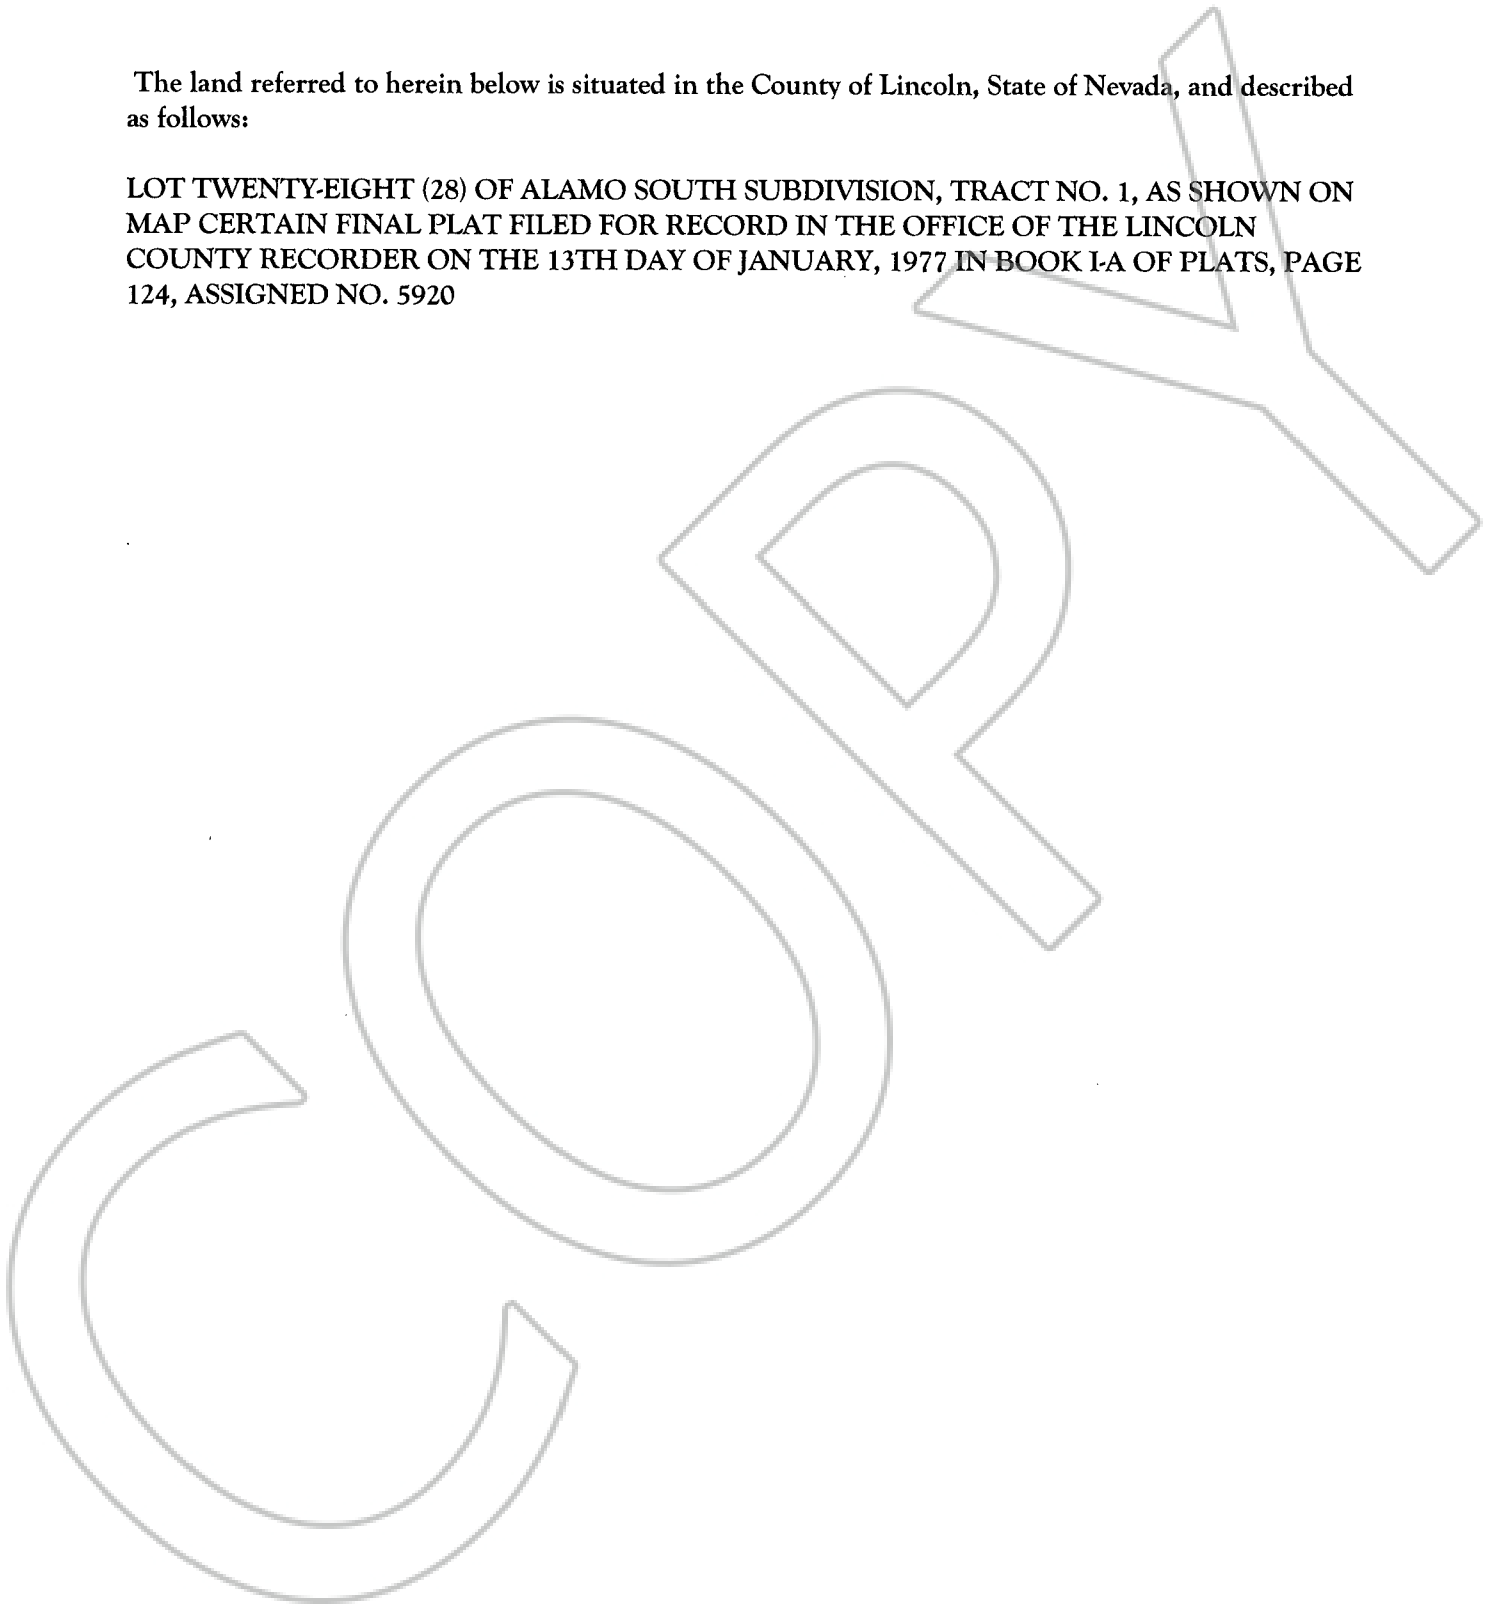 The land referred to herein below is situated in the County of Lincoln, State of Nevada, and described
as follows:
LOT TWENTY-EIGHT (28) OF ALAMO SOUTH SUBDIVISION, TRACT NO. 1, AS SHOWN ON
MAP CERTAIN FINAL PLAT FILED FOR RECORD IN THE OFFICE OF THE LINCOLN
COUNTY RECORDER ON THE 13TH DAY OF JANUARY, 1977 IN BOOK I-A OF PLATS, PAGE
124, ASSIGNED NO. 5920
COPY